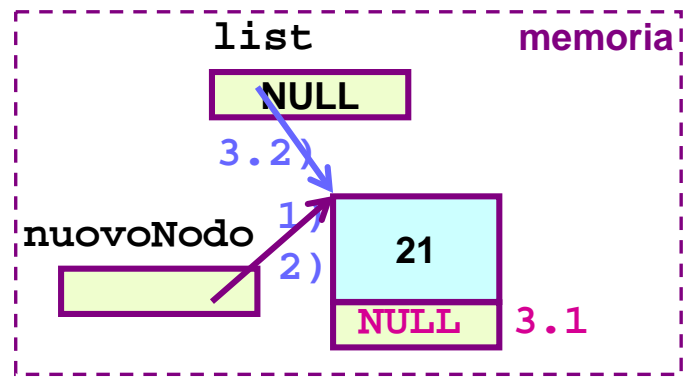 list
memoria
NULL
3.2)
1)
nuovoNodo
2)
21
NULL
3.1